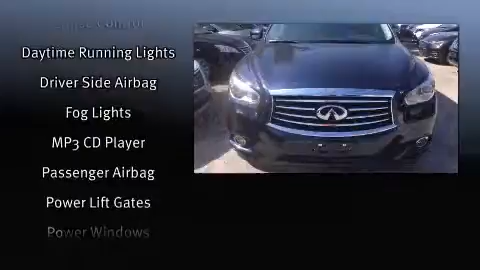 Daytime Running Lights
Driver Side Airbag
Fog Lights
MP3 CD Player
Passenger Airbag
Power Lift Gates
Power Windows